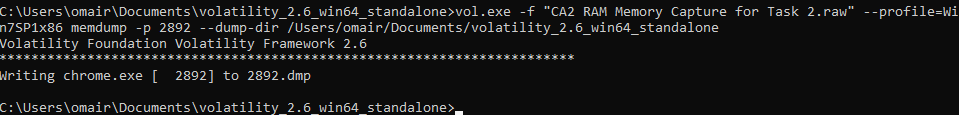 C:\Users\omair\Documents\volatility_2.6_win64_standalone>vol.exe -f "CA2 RAM Memory Capture for Task 2.raw" --profile=Wi
n7SP1x86 memdump -p 2892 --dump-dir /Users/omair/Documents/volatility_2.6_win64_standalone
Volatility Foundation Volatility Framework 2.6
************************************************************************
Writing chrome.exe [  2892] to 2892.dmp
C:\Users\omair\Documents\volatility_2.6_win64_standalone>_